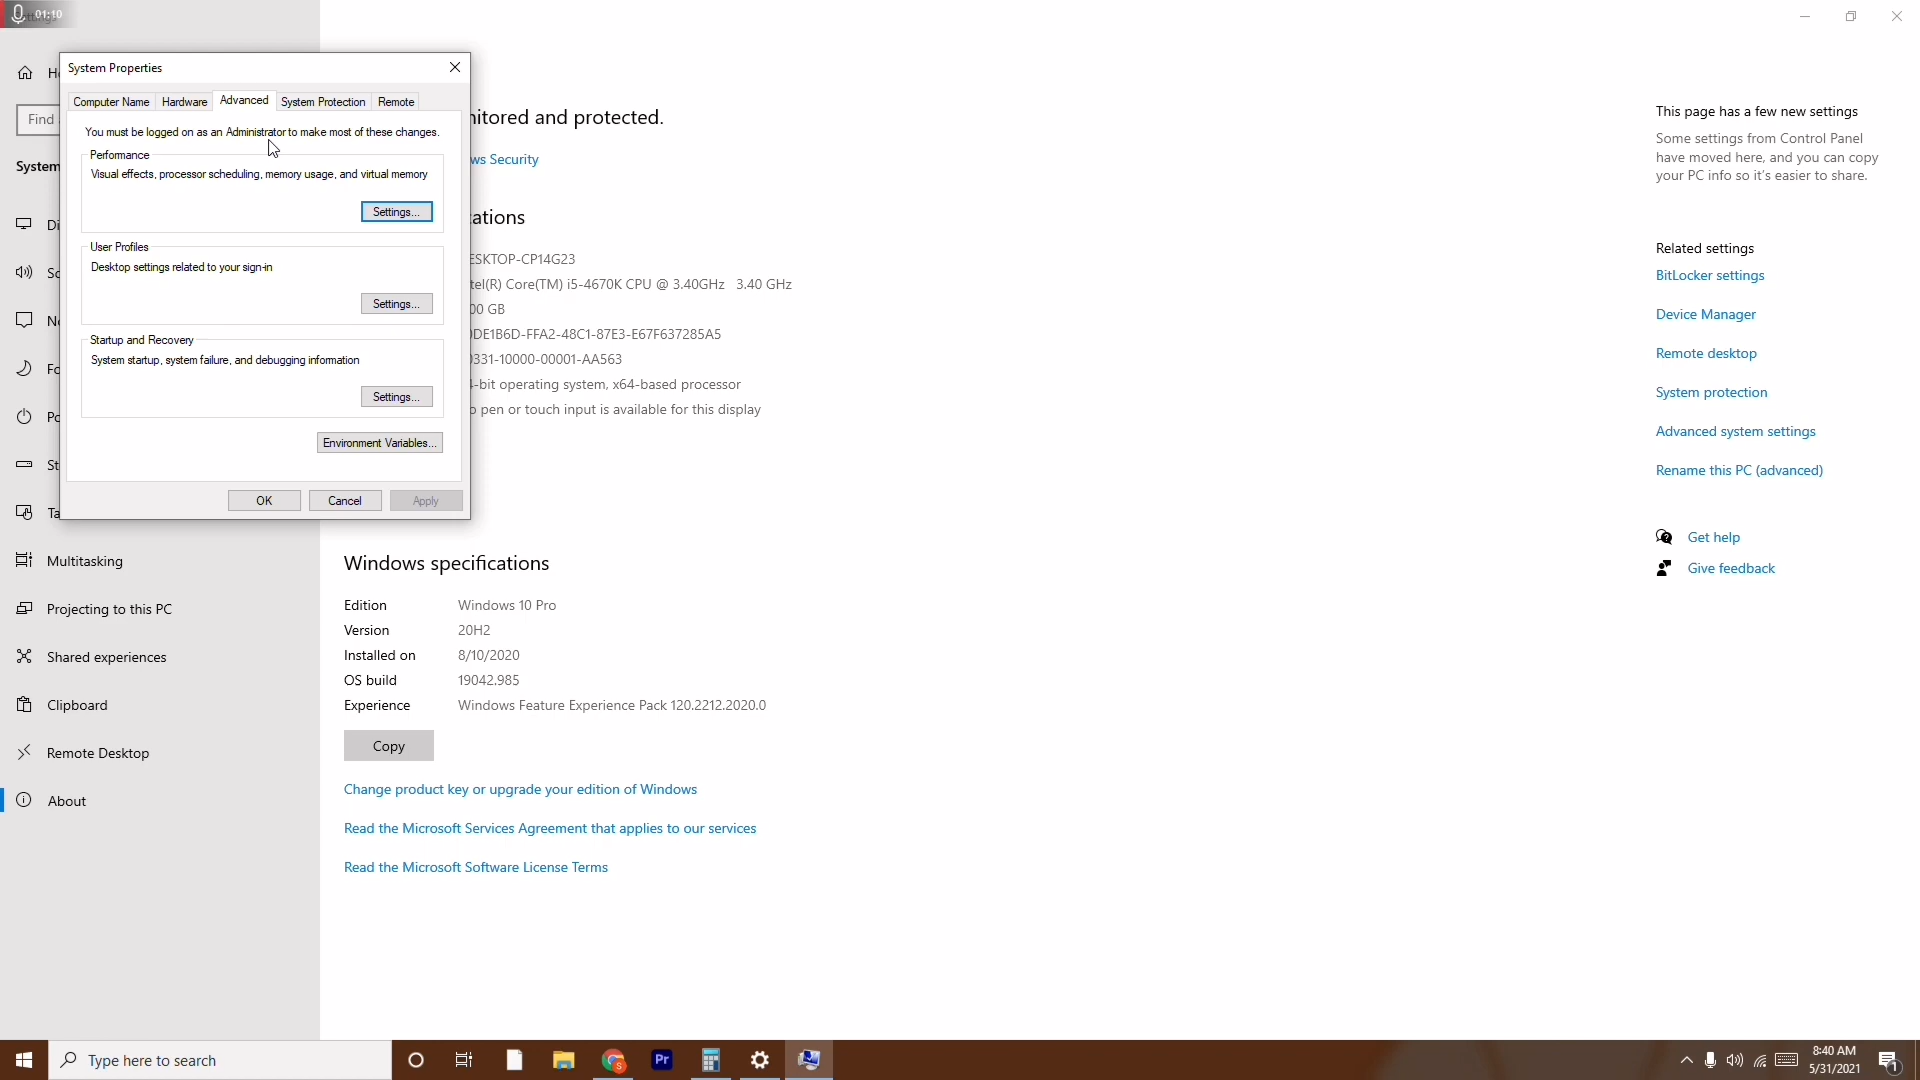 01:10
System Properties
Computer Name
Hardware
Advanced
System Protection
Remote
You must be logged on as an Administrator to make most of these changes.
Performance
Visual effects, processor scheduling, memory usage, and virtual memory
Settings...
User Profiles
Desktop settings related to your sign-in
Settings...
Startup and Recovery
System startup, system failure, and debugging information
Settings...
Environment Variables...
OK
Cancel
Apply
Find
System
Multitasking
Projecting to this PC
Shared experiences
Clipboard
Remote Desktop
About
itored and protected.
ws Security
ations
ESKTOP-CP14G23
tel(R) Core(TM) i5-4670K CPU @ 3.40GHz 3.40 GHz
00 GB
DE1B6D-FFA2-48C1-87E3-E67F637285A5
331-10000-00001-AA563
-bit operating system, x64-based processor
o pen or touch input is available for this display
Windows specifications
Edition Windows 10 Pro
Version 20H2
Installed on 8/10/2020
OS build 19042.985
Experience Windows Feature Experience Pack 120.2212.2020.0
Copy
Change product key or upgrade your edition of Windows
Read the Microsoft Services Agreement that applies to our services
Read the Microsoft Software License Terms
This page has a few new settings
Some settings from Control Panel
have moved here, and you can copy
your PC info so it's easier to share.
Related settings
BitLocker settings
Device Manager
Remote desktop
System protection
Advanced system settings
Rename this PC (advanced)
Get help
Give feedback
Type here to search
Pr
S
8:40 AM
5/31/2021
1